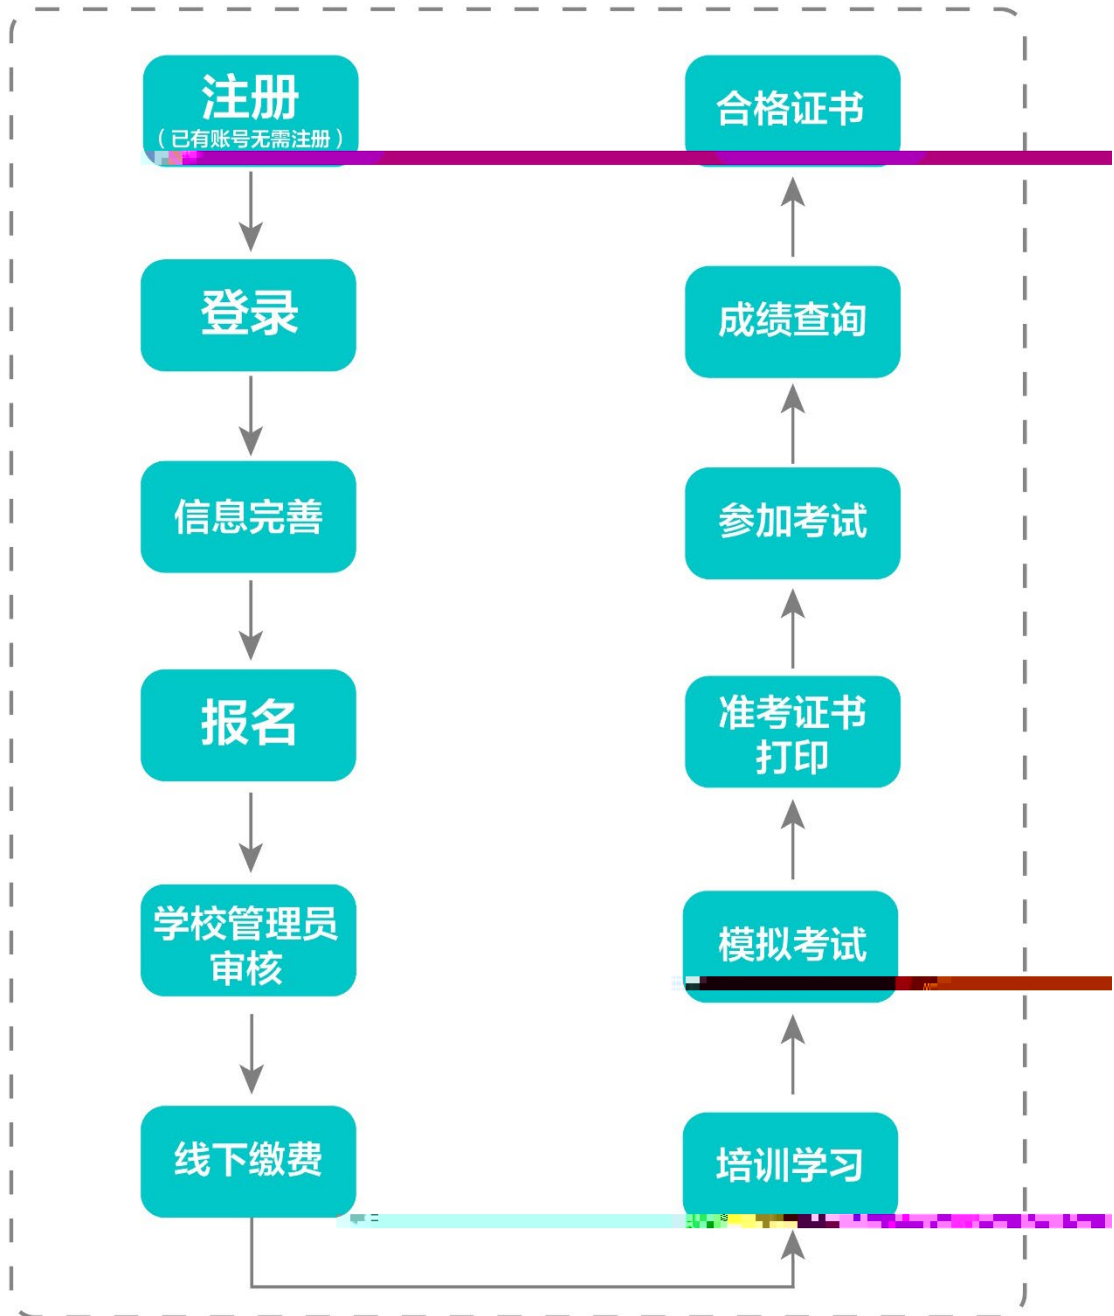 注册
（已有账号无需注册）
登录
信息完善
报名
学校管理员
审核
线下缴费
培训学习
模拟考试
准考证书
打印
参加考试
成绩查询
合格证书